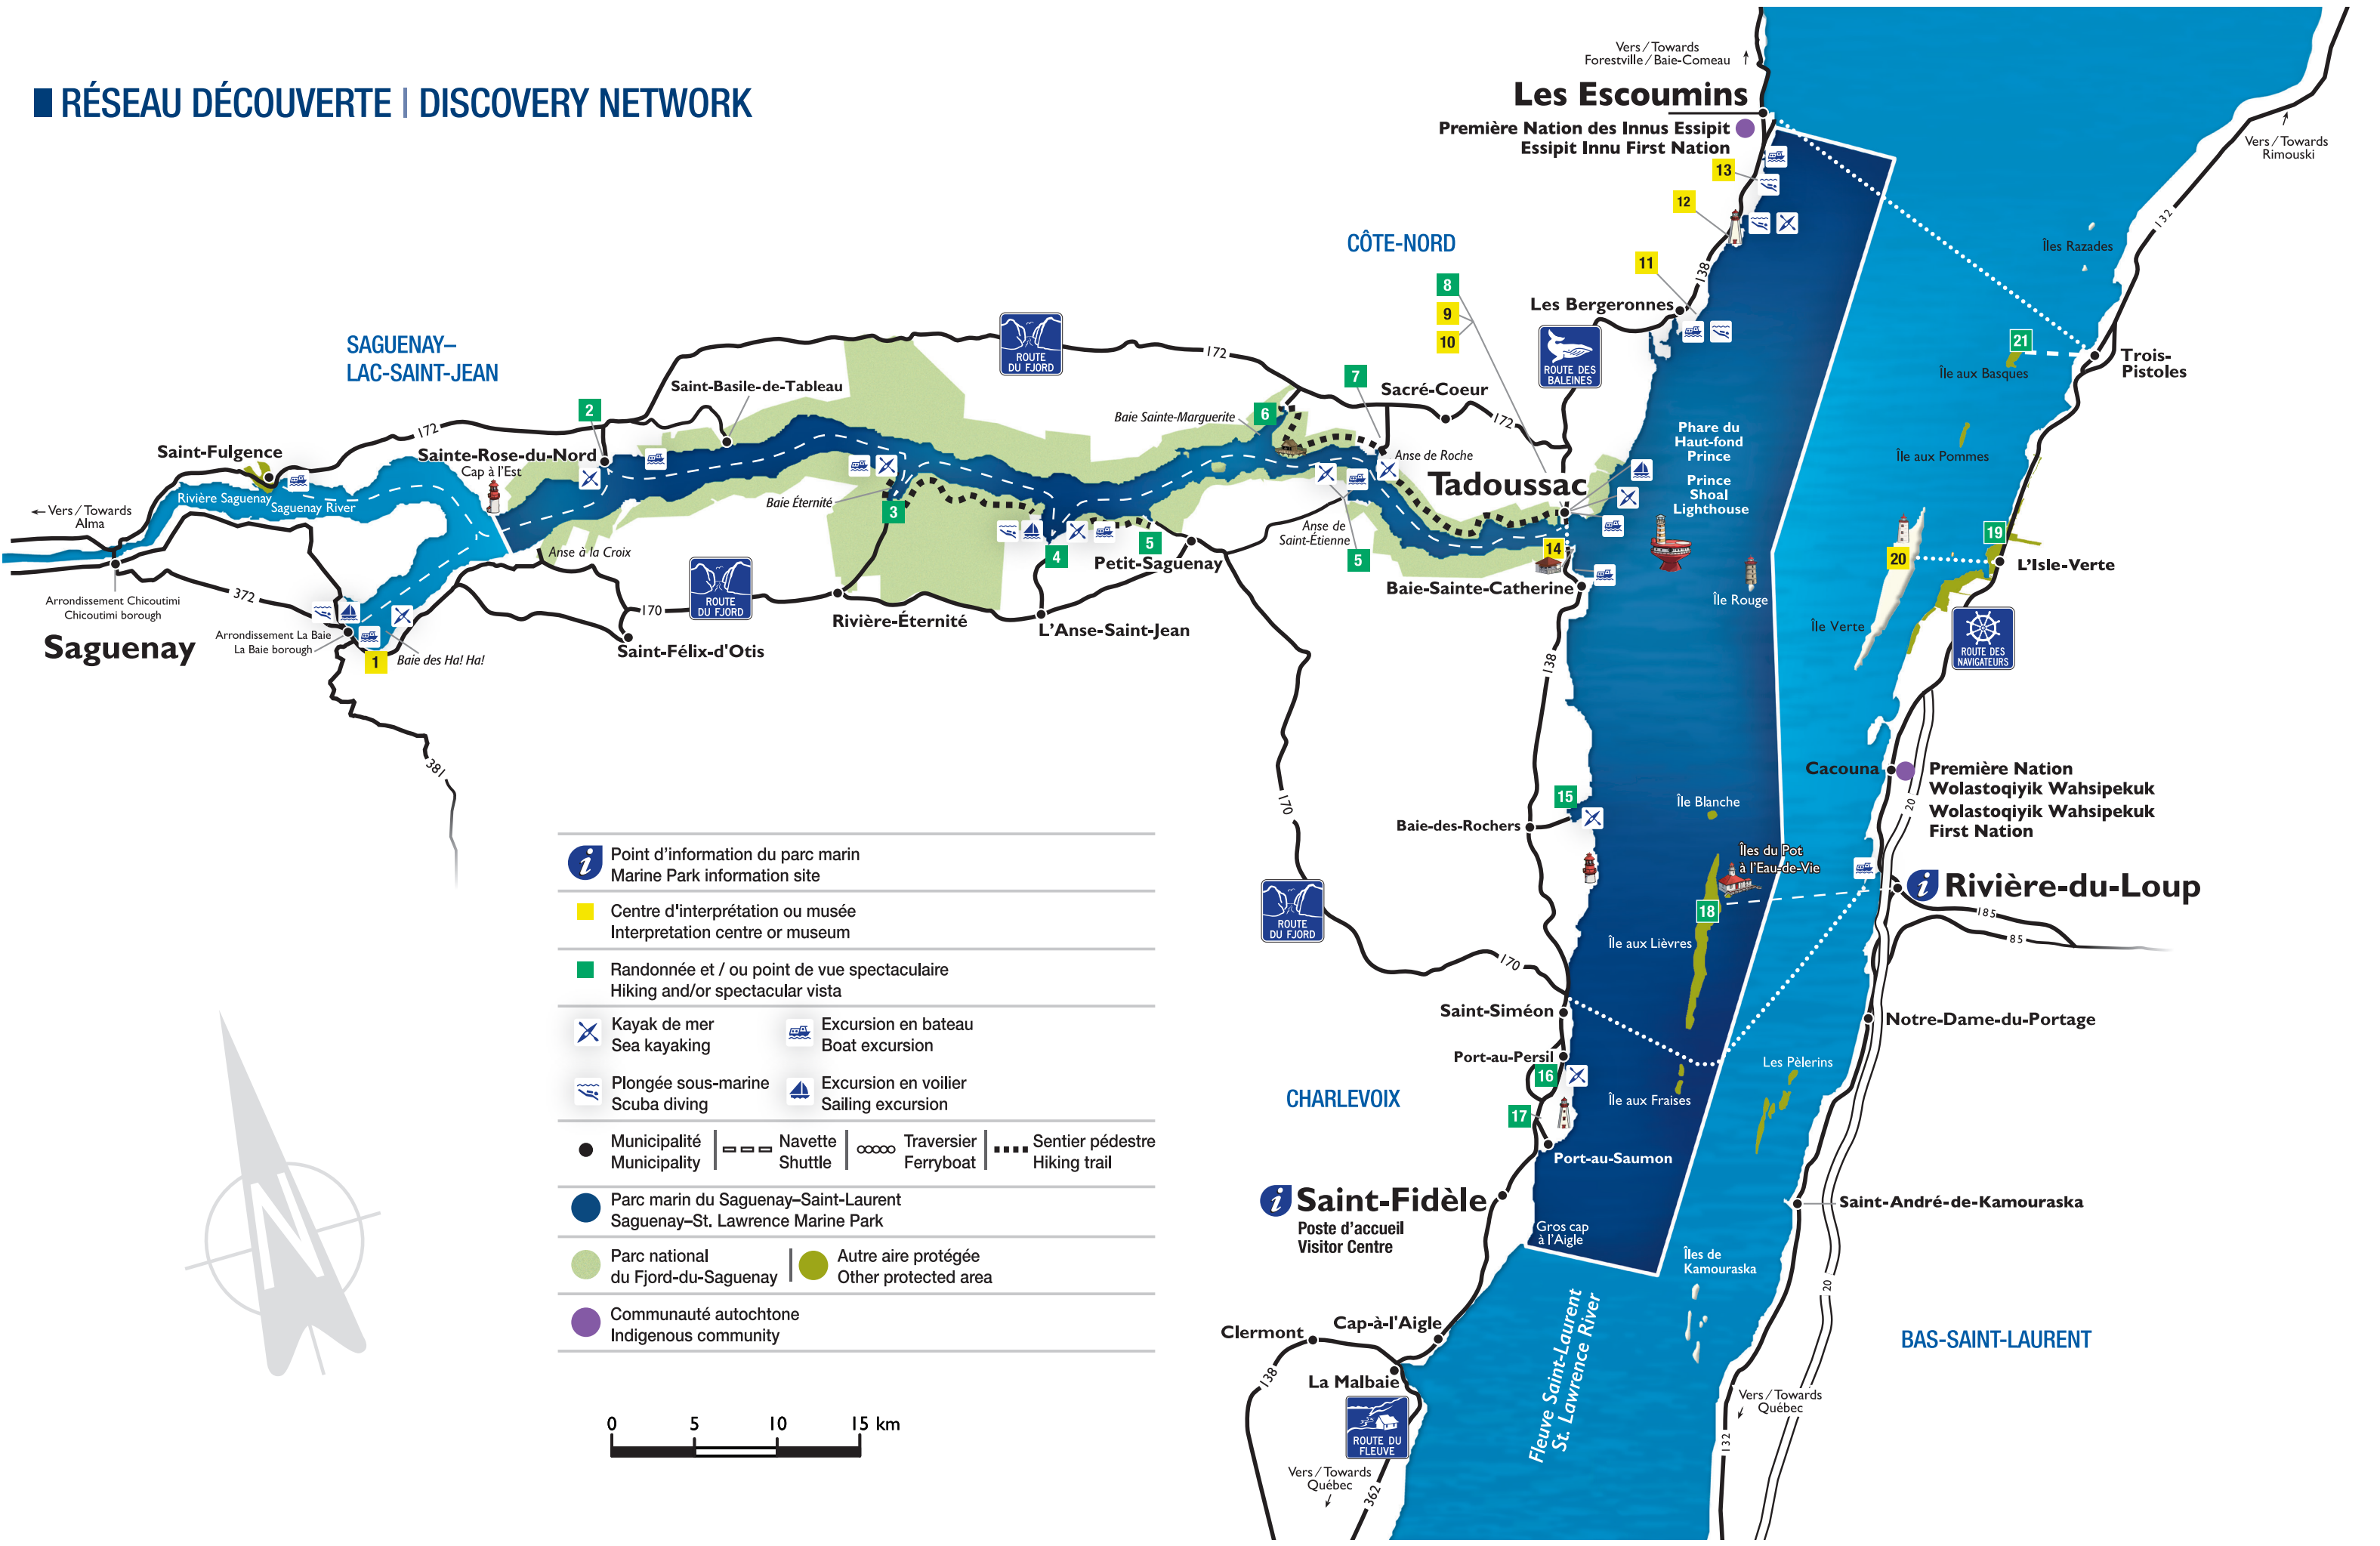 RÉSEAU DÉCOUVERTE | DISCOVERY NETWORK
Vers / Towards
Forestville / Baie-Comeau
Les Escoumins
Première Nation des Innus Essipit
Essipit Innu First Nation
Vers / Towards
Rimouski
13
12
132
CÔTE-NORD
11
138
Îles Razades
8
9
10
Les Bergeronnes
ROUTE DES
BALEINES
21
Île aux Basques
Trois-
Pistoles
SAGUENAY–
LAC-SAINT-JEAN
ROUTE
DU FJORD
172
Saint-Basile-de-Tableau
7
Sacré-Coeur
172
2
172
Baie Sainte-Marguerite
6
Saint-Fulgence
Sainte-Rose-du-Nord
Cap à l'Est
Anse de Roche
Phare du
Haut-fond
Prince
Prince
Shoal
Lighthouse
Île aux Pommes
Tadoussac
Rivière Saguenay
Saguenay River
Vers / Towards
Alma
Baie Éternité
3
Anse de
Saint-Étienne
5
Anse à la Croix
4
5
Petit-Saguenay
14
Baie-Sainte-Catherine
19
20
L'Isle-Verte
Île Rouge
Île Verte
ROUTE DES
NAVIGATEURS
Arrondissement Chicoutimi
Chicoutimi borough
372
Saguenay
Arrondissement La Baie
La Baie borough
1
Baie des Ha! Ha!
170
ROUTE
DU FJORD
Saint-Félix-d'Otis
Rivière-Éternité
L'Anse-Saint-Jean
138
381
170
Cacouna
Première Nation
Wolastoqiyik Wahsipekuk
Wolastoqiyik Wahsipekuk
First Nation
20
15
Baie-des-Rochers
Île Blanche
Îles du Pot
à l'Eau-de-Vie
18
Île aux Lièvres
Rivière-du-Loup
185
85
ROUTE
DU FJORD
170
Saint-Siméon
Port-au-Persil
16
17
CHARLEVOIX
Île aux Fraises
Les Pèlerins
Notre-Dame-du-Portage
Port-au-Saumon
Saint-Fidèle
Poste d'accueil
Visitor Centre
Gros cap
à l'Aigle
Saint-André-de-Kamouraska
Îles de
Kamouraska
20
BAS-SAINT-LAURENT
Fleuve Saint-Laurent
St. Lawrence River
Clermont
Cap-à-l'Aigle
138
La Malbaie
ROUTE DU
FLEUVE
Vers / Towards
Québec
362
Vers / Towards
Québec
132
Point d'information du parc marin
Marine Park information site
Centre d'interprétation ou musée
Interpretation centre or museum
Randonnée et / ou point de vue spectaculaire
Hiking and/or spectacular vista
Kayak de mer
Sea kayaking
Excursion en bateau
Boat excursion
Plongée sous-marine
Scuba diving
Excursion en voilier
Sailing excursion
Municipalité
Municipality
Navette
Shuttle
Traversier
Ferryboat
Sentier pédestre
Hiking trail
Parc marin du Saguenay–Saint-Laurent
Saguenay–St. Lawrence Marine Park
Parc national
du Fjord-du-Saguenay
Autre aire protégée
Other protected area
Communauté autochtone
Indigenous community
N
0 5 10 15 km